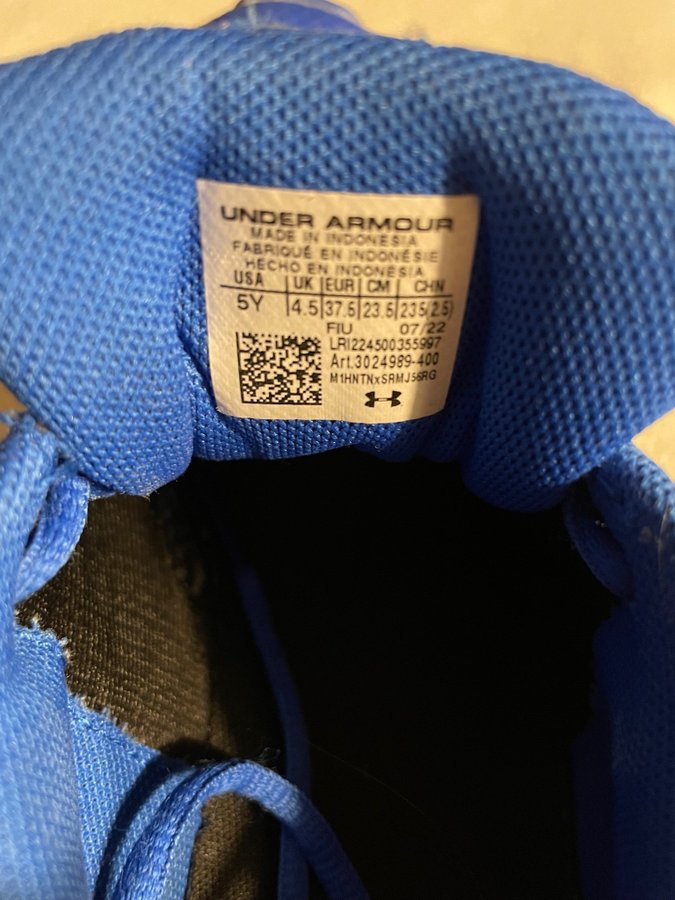 UNDER ARMOUR
MADE IN INDONESIA
FABRIQUÉ EN INDONÉSIE
HECHO EN INDONÉSIA
USA UK EUR CM CHN
5Y 4.5 37.5 23.5 235(2.5)
FIU 07/22
LRI224500355997
Art.3024989-400
M1HNTNxSRMJ56RG